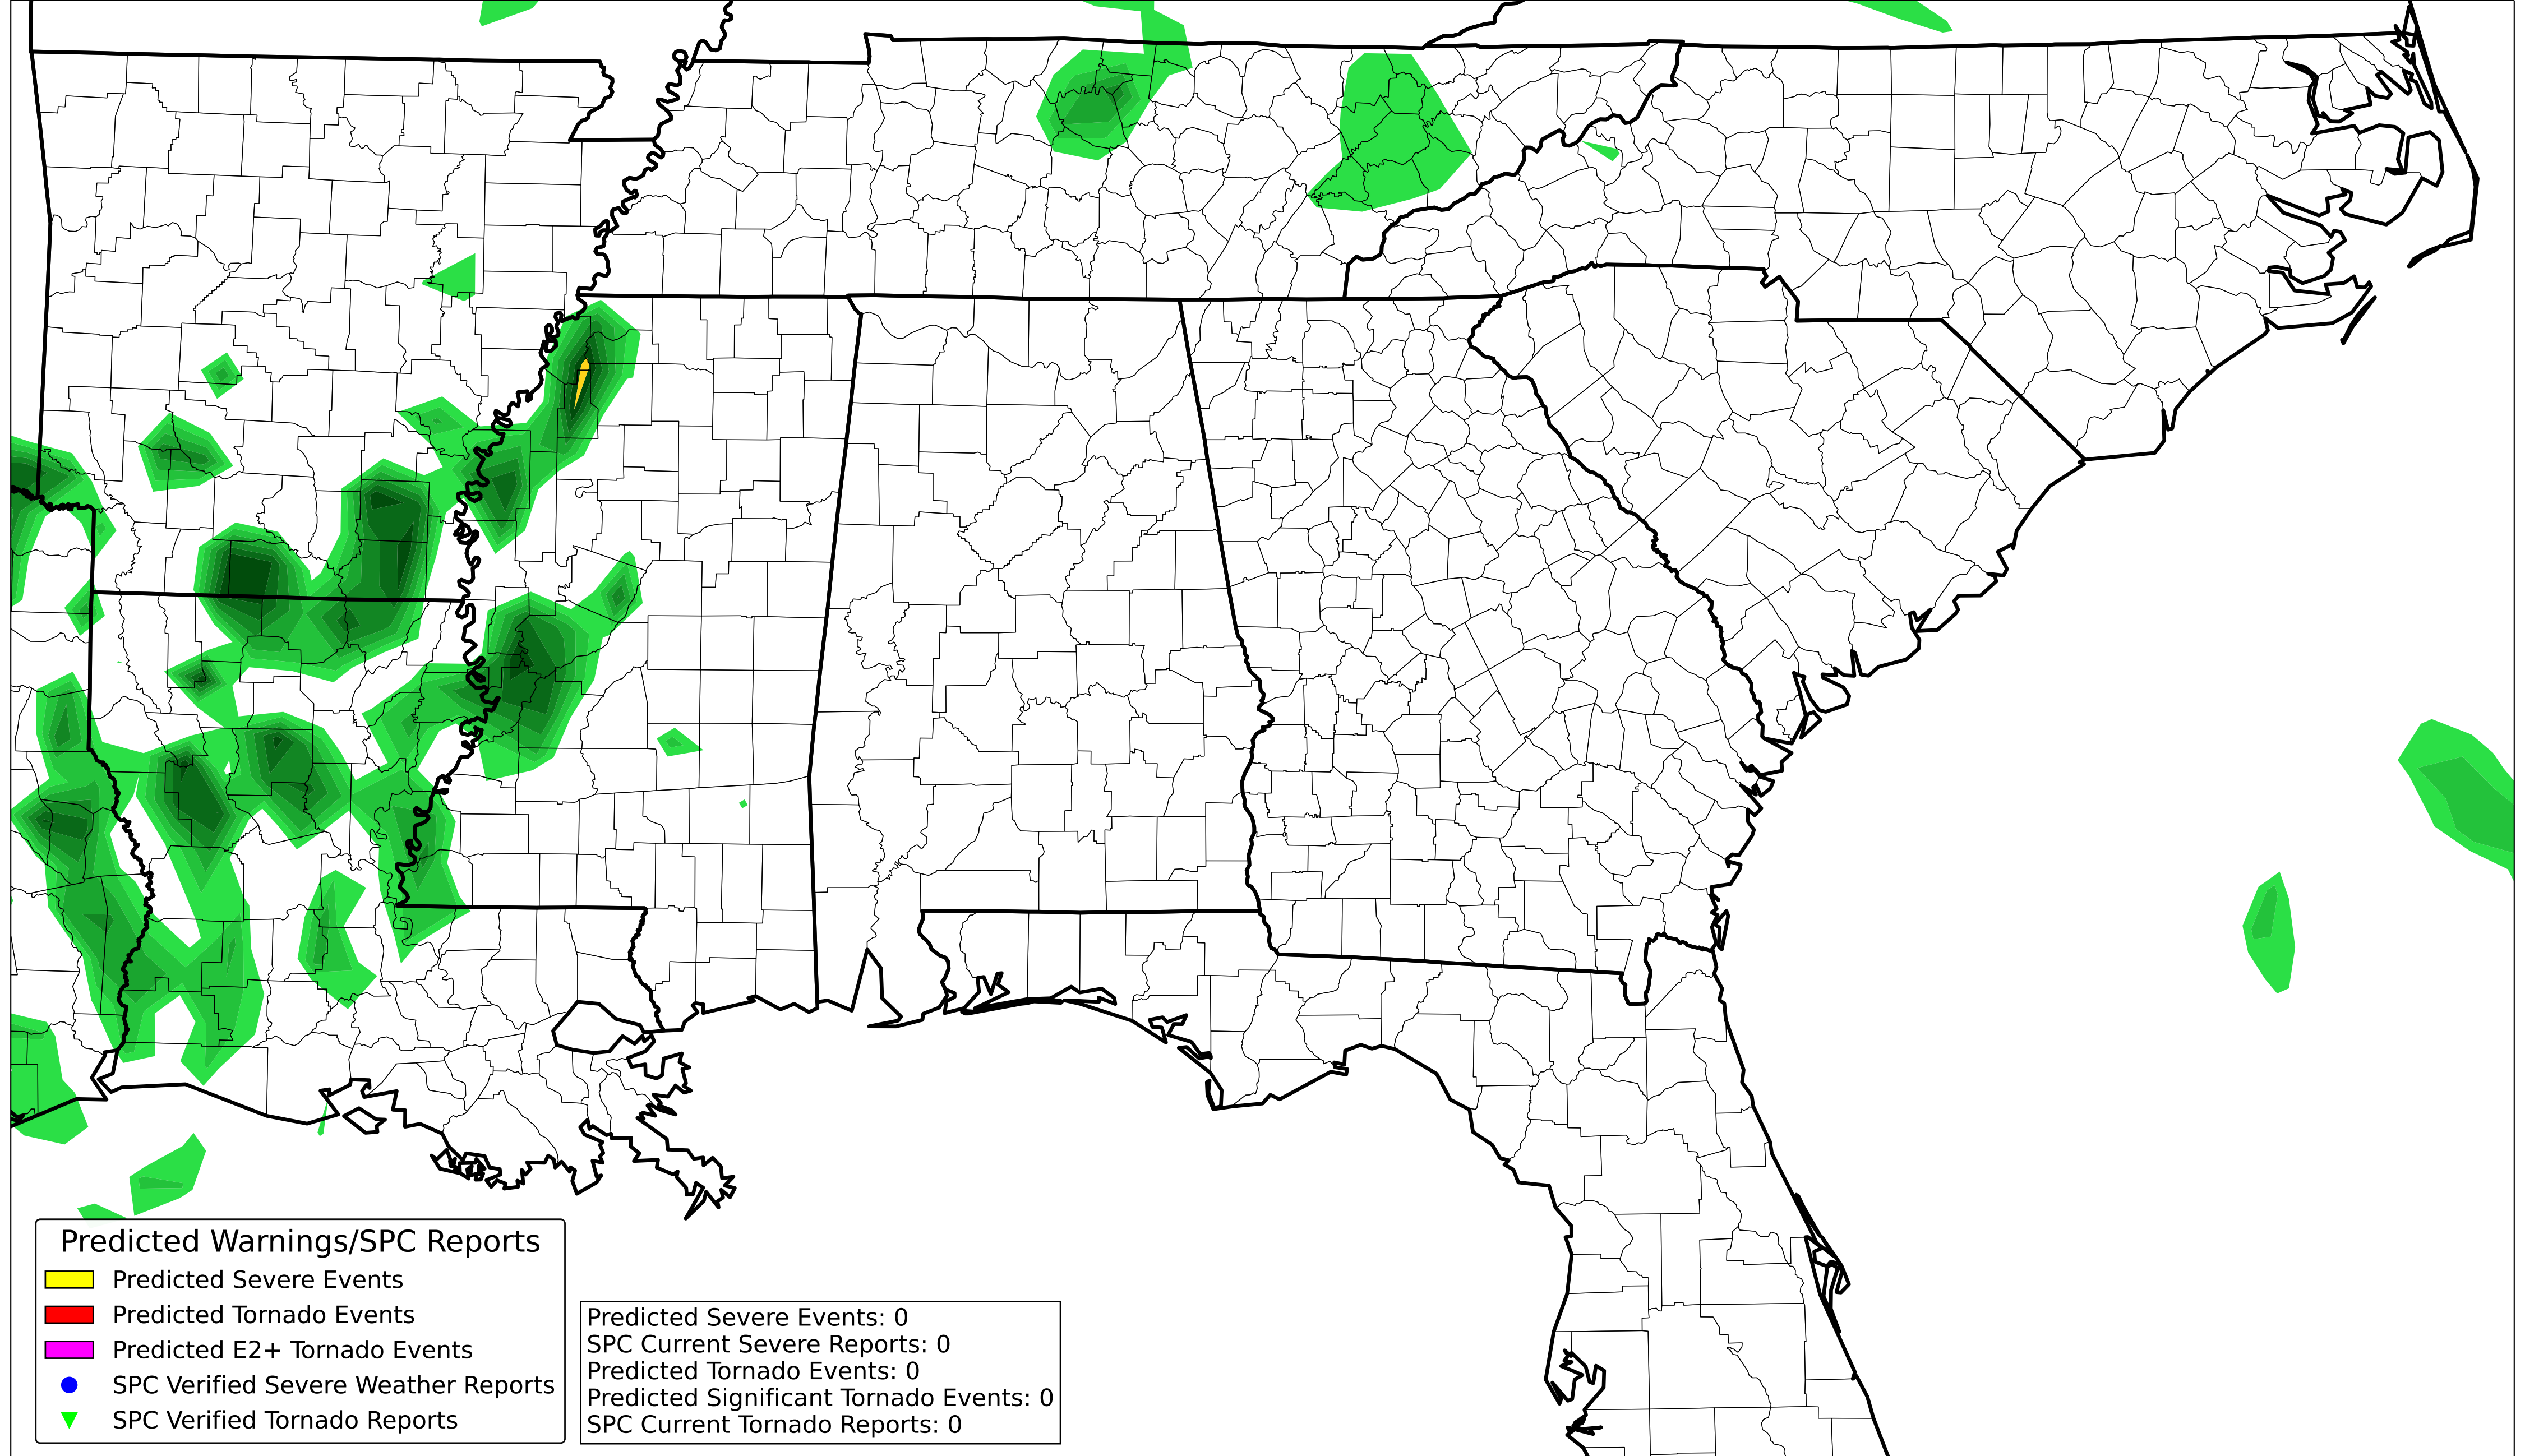 Predicted Warnings/SPC Reports
Predicted Severe Events
Predicted Tornado Events
Predicted E2+ Tornado Events
SPC Verified Severe Weather Reports
SPC Verified Tornado Reports
Predicted Severe Events: 0
SPC Current Severe Reports: 0
Predicted Tornado Events: 0
Predicted Significant Tornado Events: 0
SPC Current Tornado Reports: 0